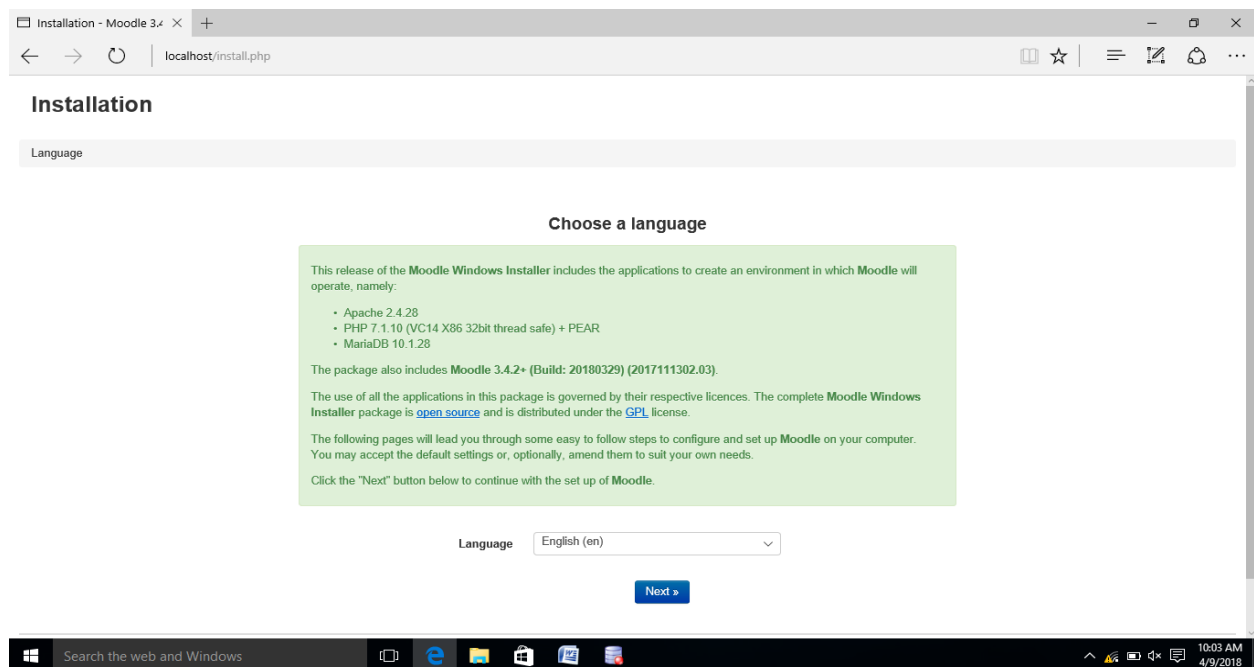 Installation - Moodle 3.4
localhost/install.php
Installation
Language
Choose a language
This release of the Moodle Windows Installer includes the applications to create an environment in which Moodle will
operate, namely:
• Apache 2.4.28
• PHP 7.1.10 (VC14 X86 32bit thread safe) + PEAR
• MariaDB 10.1.28
The package also includes Moodle 3.4.2+ (Build: 20180329) (2017111302.03).
The use of all the applications in this package is governed by their respective licences. The complete Moodle Windows
Installer package is open source and is distributed under the GPL license.
The following pages will lead you through some easy to follow steps to configure and set up Moodle on your computer.
You may accept the default settings or, optionally, amend them to suit your own needs.
Click the "Next" button below to continue with the set up of Moodle.
Language English (en)
Next »
Search the web and Windows
10:03 AM
4/9/2018